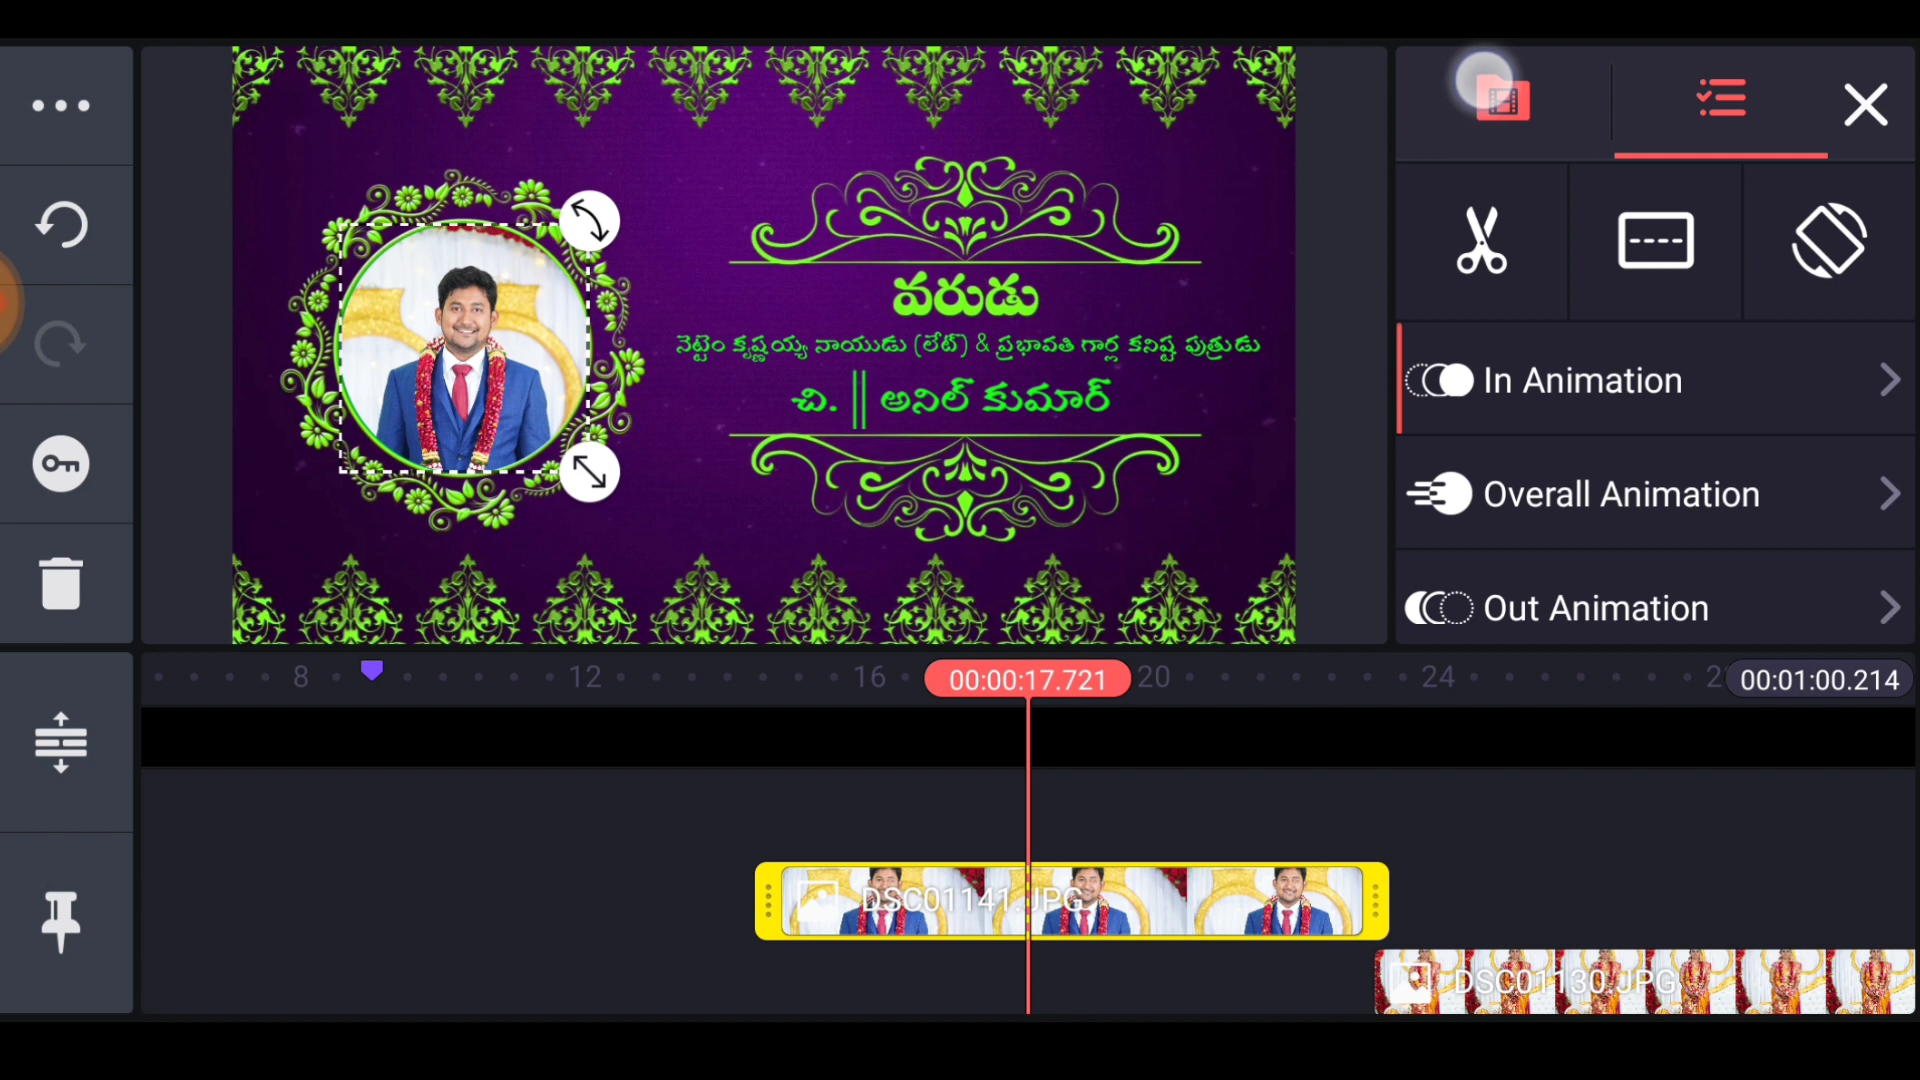 వరుడు
నెట్టెం కృష్ణయ్య నాయుడు (లేట్) & ప్రభావతి గార్ల కనిష్ట పుత్రుడు
చి. || అనిల్ కుమార్
In Animation
Overall Animation
Out Animation
8 12 16 00:00:17.721 20 24 00:01:00.214
DSC01141.JPG
DSC01130.JPG